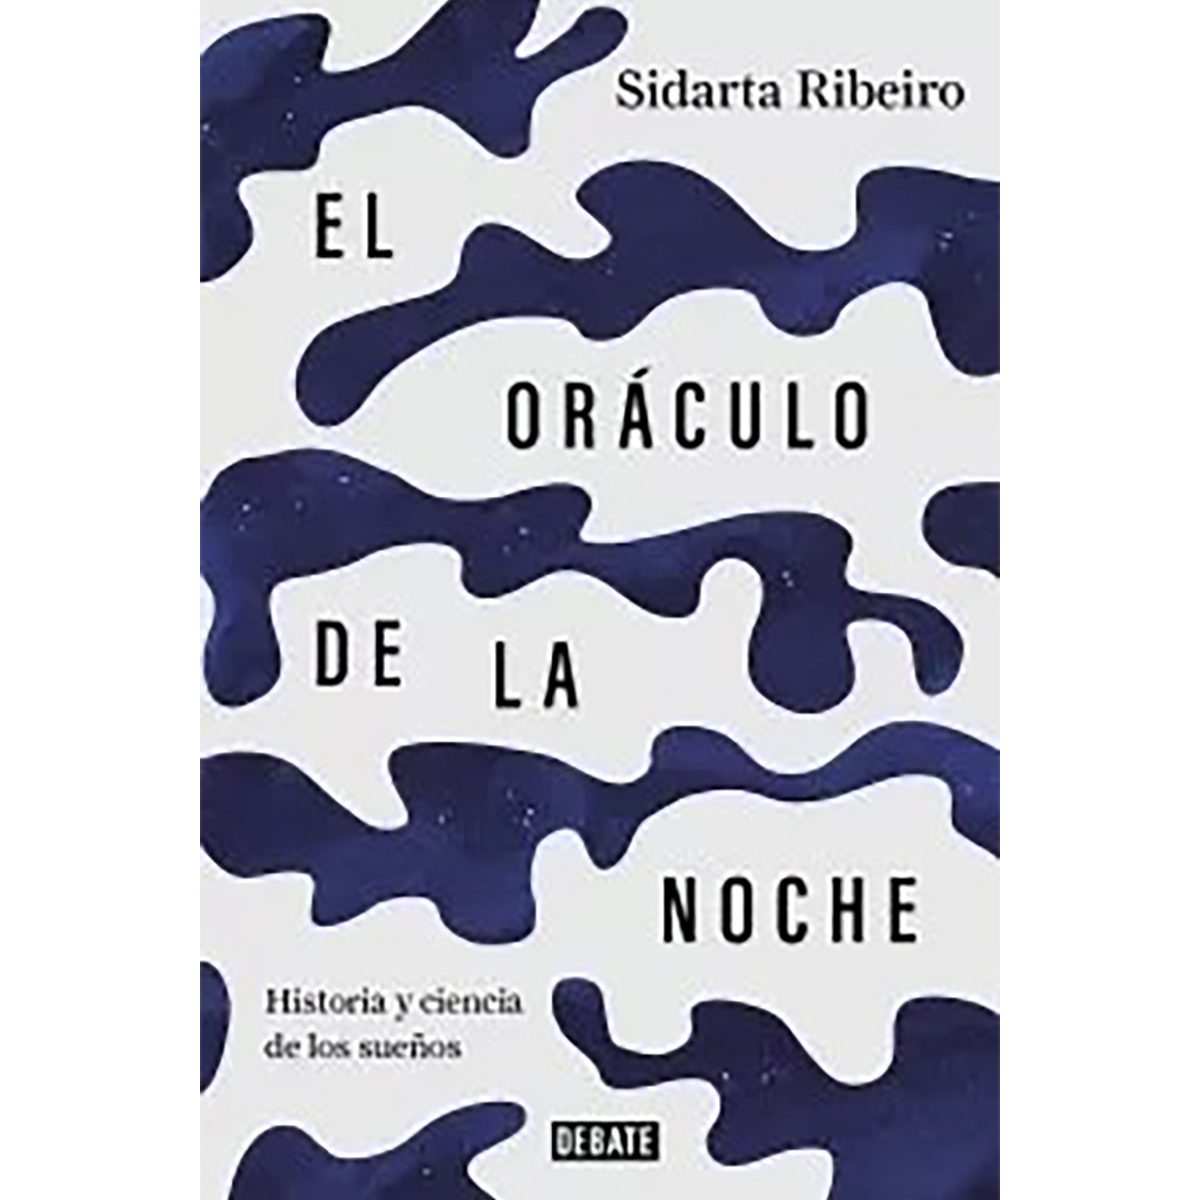 Sidarta Ribeiro
EL
ORÁCULO
DE LA
NOCHE
Historia y ciencia
de los sueños
DEBATE